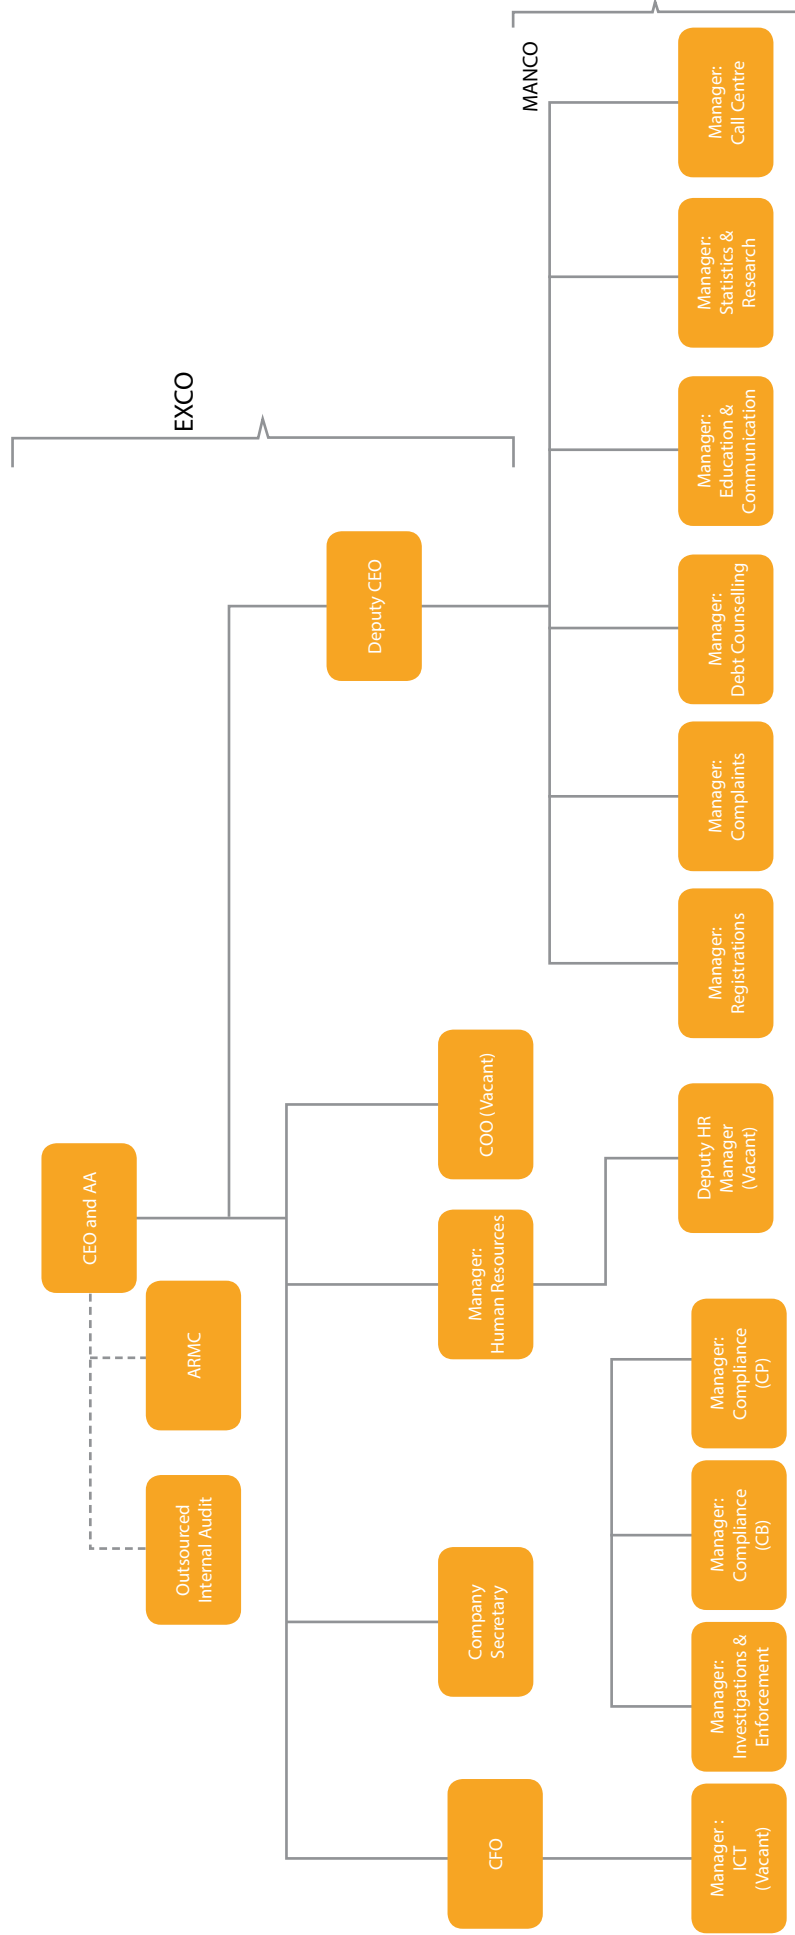 CEO and AA
Outsourced
Internal Audit
ARMC
EXCO
Deputy CEO
CFO
Company
Secretary
Manager:
Human Resources
COO (Vacant)
MANCO
Manager :
ICT
(Vacant)
Manager:
Investigations &
Enforcement
Manager:
Compliance
(CB)
Manager:
Compliance
(CP)
Deputy HR
Manager
(Vacant)
Manager:
Registrations
Manager:
Complaints
Manager:
Debt Counselling
Manager:
Education &
Communication
Manager:
Statistics &
Research
Manager:
Call Centre